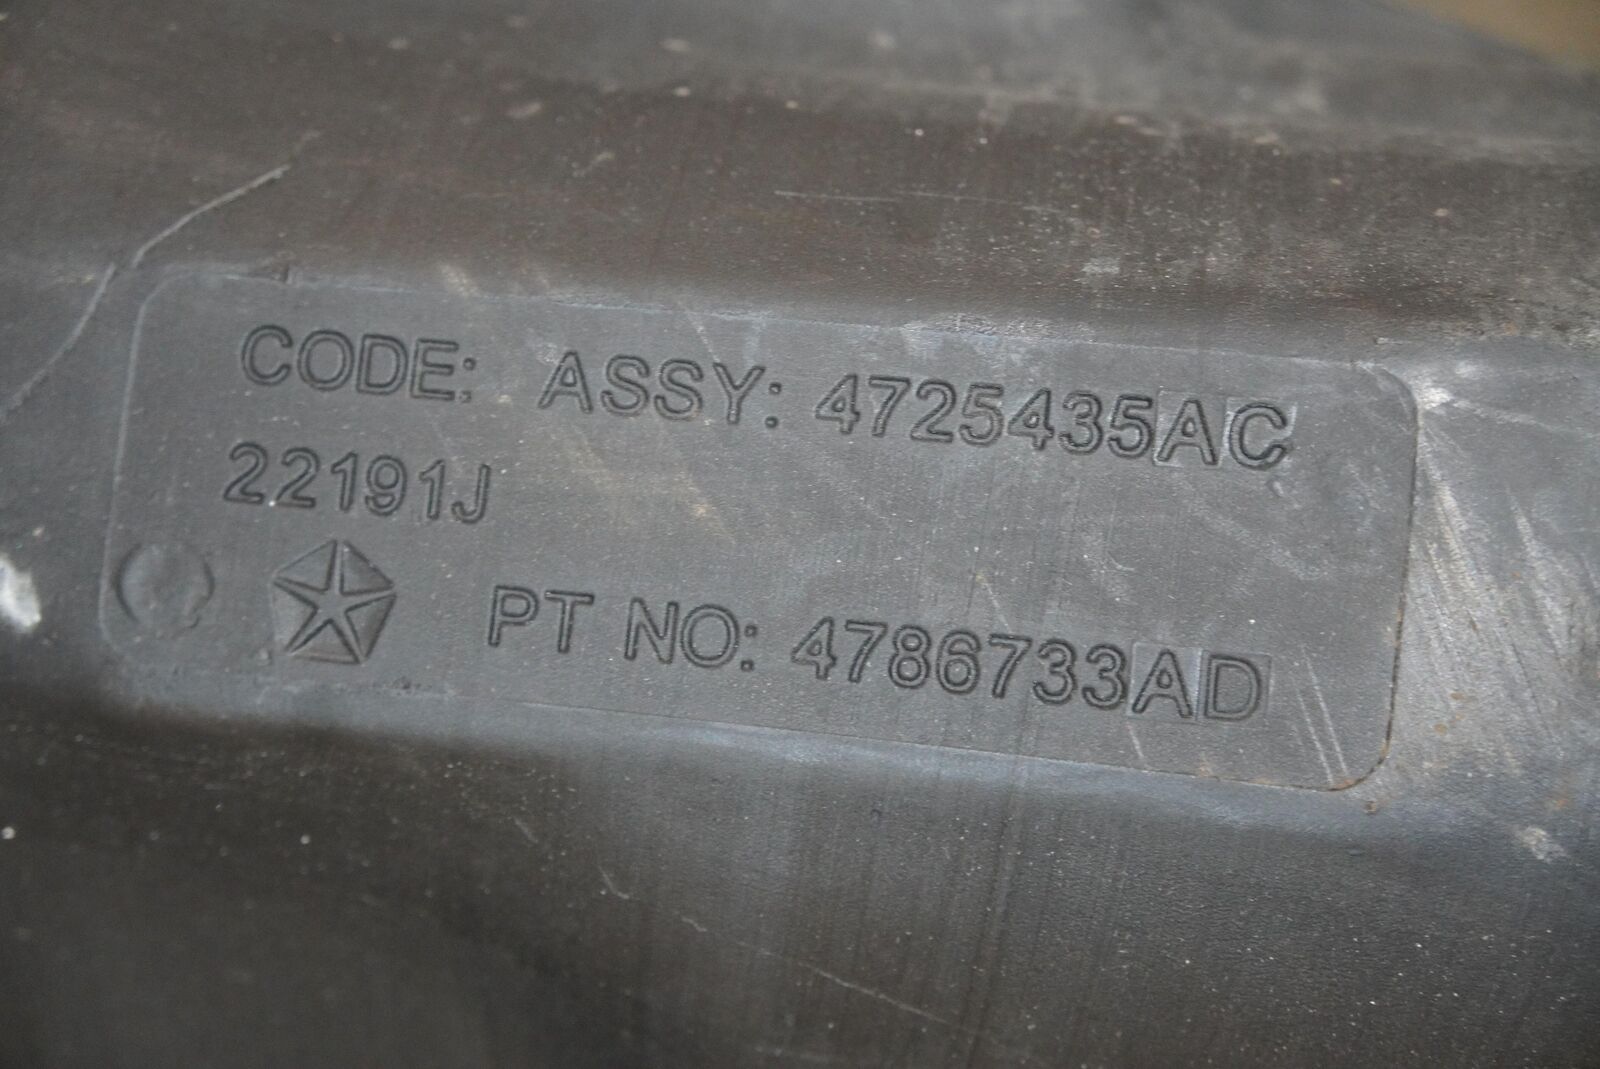 CODE: ASSY: 4725435AC
22191J
PT NO: 4786733AD